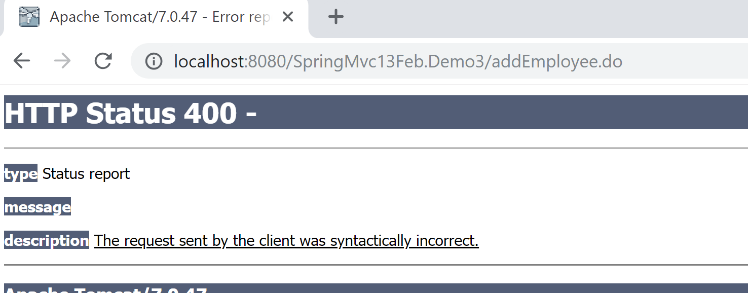 Apache Tomcat/7.0.47 - Error rep
localhost:8080/SpringMvc13Feb.Demo3/addEmployee.do
HTTP Status 400 -
type Status report
message
description The request sent by the client was syntactically incorrect.
Apache Tomcat/7.0.47